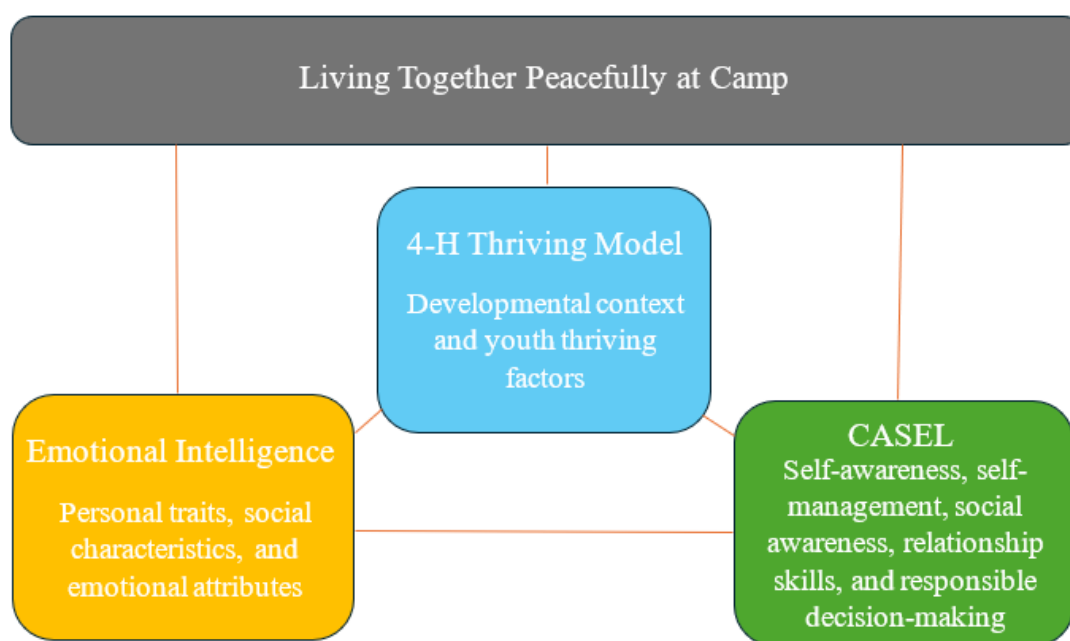 Living Together Peacefully at Camp
4-H Thriving Model
Developmental context
and youth thriving
factors
Emotional Intelligence
Personal traits, social
characteristics, and
emotional attributes
CASEL
Self-awareness, self-
management, social
awareness, relationship
skills, and responsible
decision-making